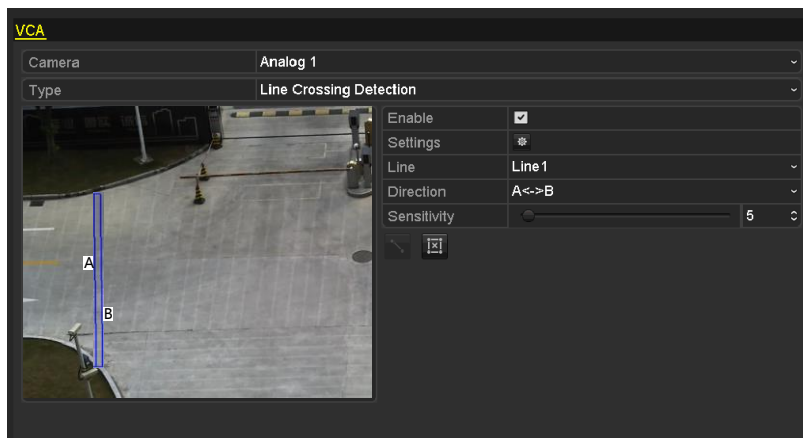 VCA
Camera Analog 1
Type Line Crossing Detection
Enable
Settings
Line Line1
Direction A<->B
Sensitivity 5
A
B